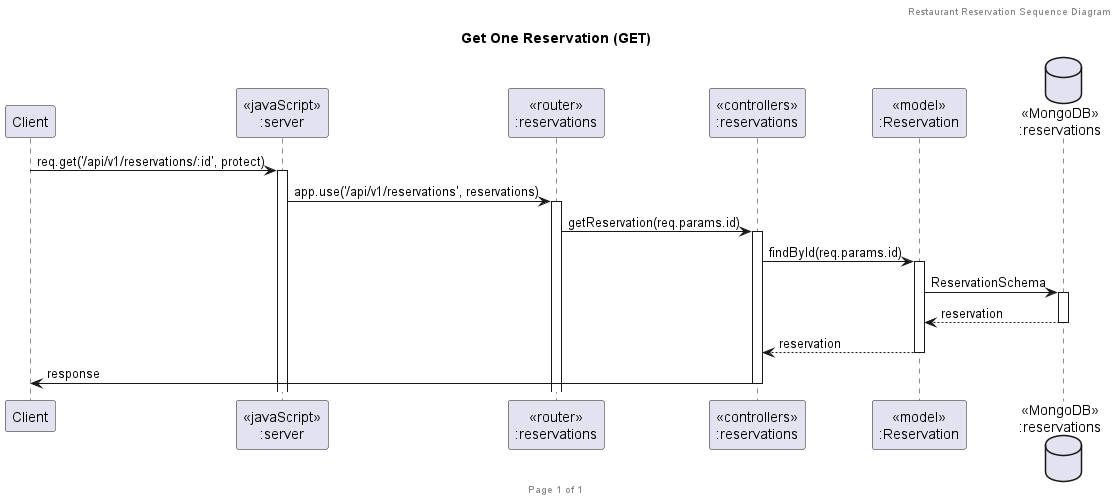 Restaurant Reservation Sequence Diagram
Get One Reservation (GET)
Client
«javaScript»
:server
«router»
:reservations
«controllers»
:reservations
«model»
:Reservation
«MongoDB»
:reservations
req.get('/api/v1/reservations/:id', protect)
app.use('/api/v1/reservations', reservations)
getReservation(req.params.id)
findById(req.params.id)
ReservationSchema
reservation
reservation
response
Client
«javaScript»
:server
«router»
:reservations
«controllers»
:reservations
«model»
:Reservation
«MongoDB»
:reservations
Page 1 of 1